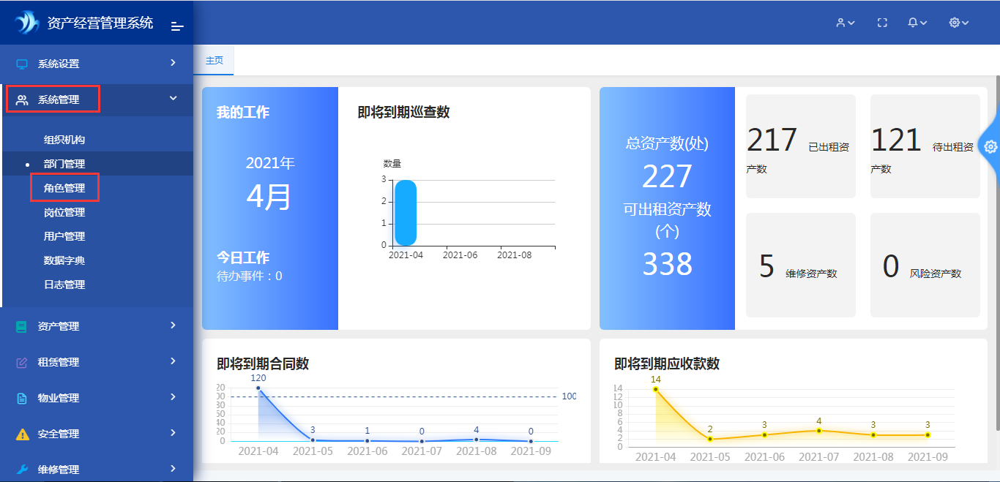 资产经营管理系统
系统设置
系统管理
组织机构
部门管理
角色管理
岗位管理
用户管理
数据字典
日志管理
资产管理
租赁管理
物业管理
安全管理
维修管理
主页
我的工作
2021年
4月
今日工作
待办事件：0
即将到期巡查数
数量
3
2
1
0
2021-04 2021-06 2021-08
总资产数(处)
227
可出租资产数
(个)
338
217 已出租资
产数
121 待出租资
产数
5 维修资产数
0 风险资产数
即将到期合同数
120
20
00
80
60
40
20
0
100
3 1 0 4 0
2021-04 2021-05 2021-06 2021-07 2021-08 2021-09
即将到期应收款数
14
14
12
10
8
6
4
2
0
2 3 4 3 3
2021-04 2021-05 2021-06 2021-07 2021-08 2021-09